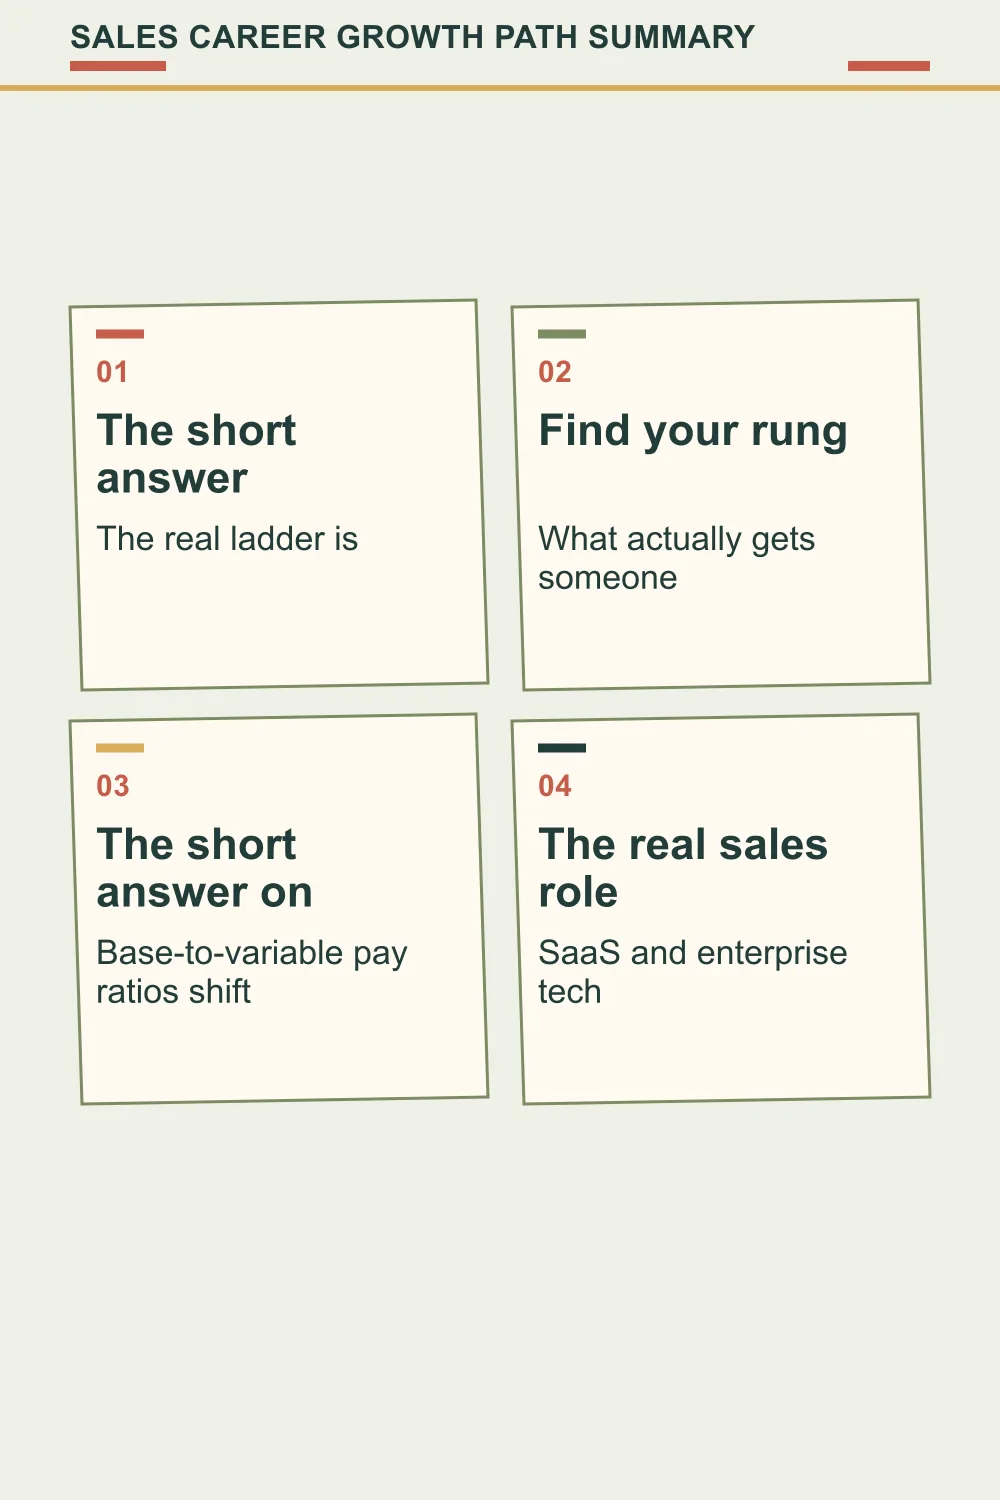 SALES CAREER GROWTH PATH SUMMARY
01
The short
answer
The real ladder is
02
Find your rung
What actually gets
someone
03
The short
answer on
Base-to-variable pay
ratios shift
04
The real sales
role
SaaS and enterprise
tech